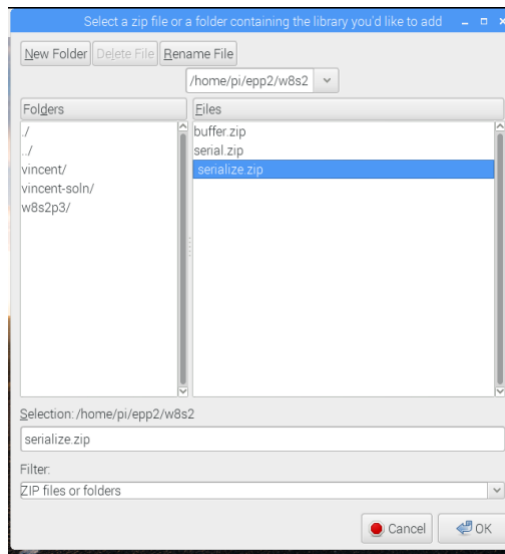 Select a zip file or a folder containing the library you'd like to add
New Folder Delete File Rename File
/home/pi/epp2/w8s2
Folders
Files
./
../
vincent/
vincent-soln/
w8s2p3/
buffer.zip
serial.zip
serialize.zip
Selection: /home/pi/epp2/w8s2
serialize.zip
Filter:
ZIP files or folders
Cancel OK